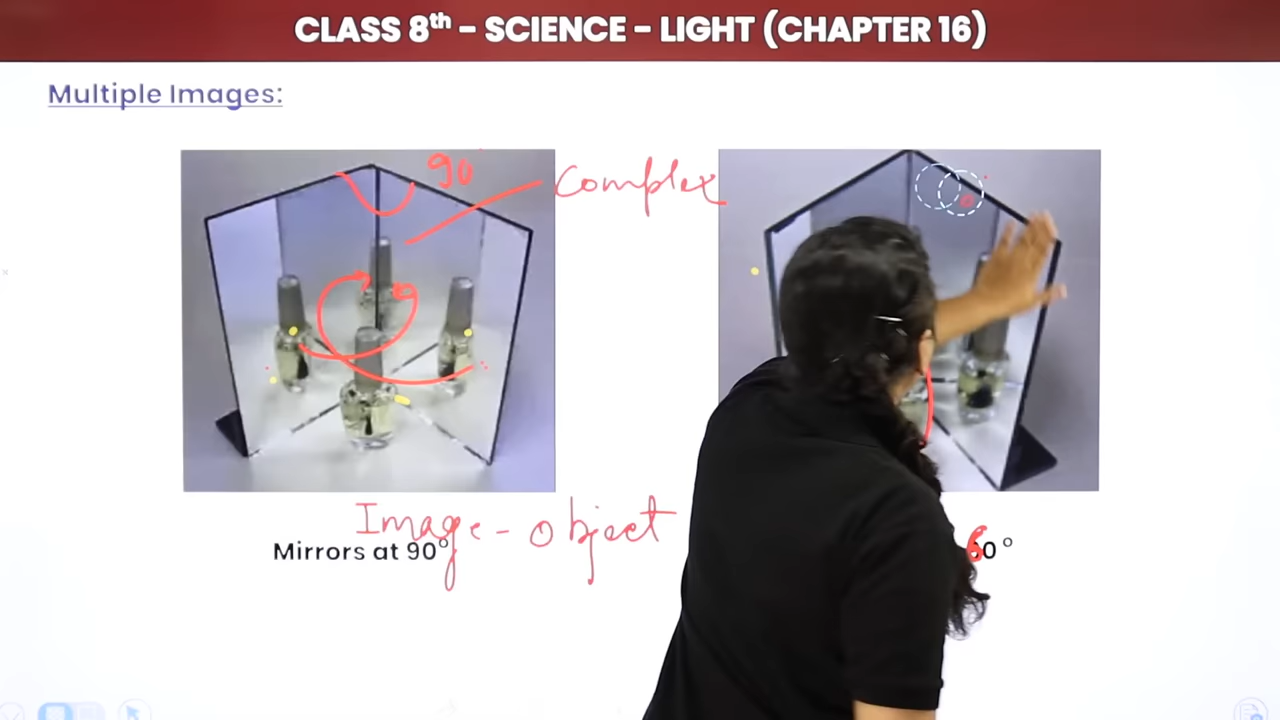 CLASS 8th - SCIENCE - LIGHT (CHAPTER 16)
Multiple Images:
90°
Complex
Image - object
Mirrors at 90°
60°